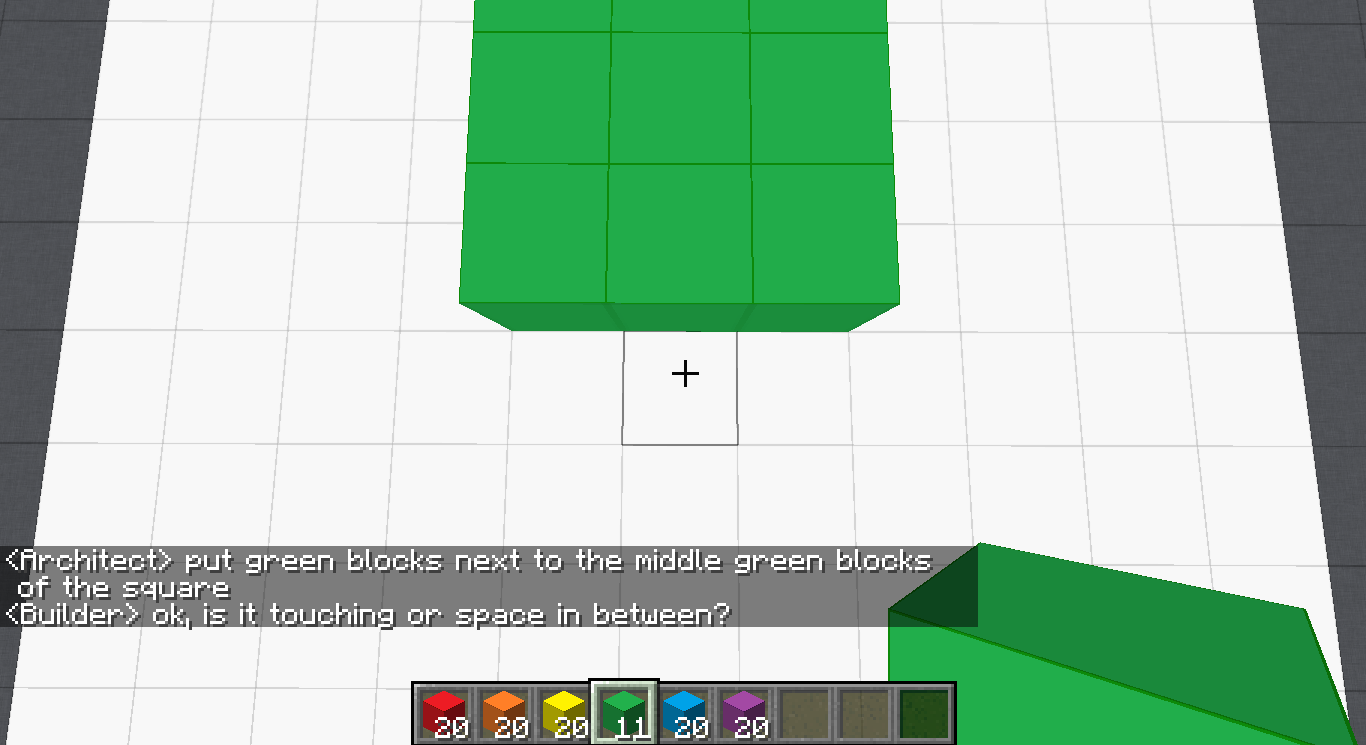 <Architect> put green blocks next to the middle green blocks
of the square
<Builder> ok, is it touching or space in between?
20 20 20 11 20 20